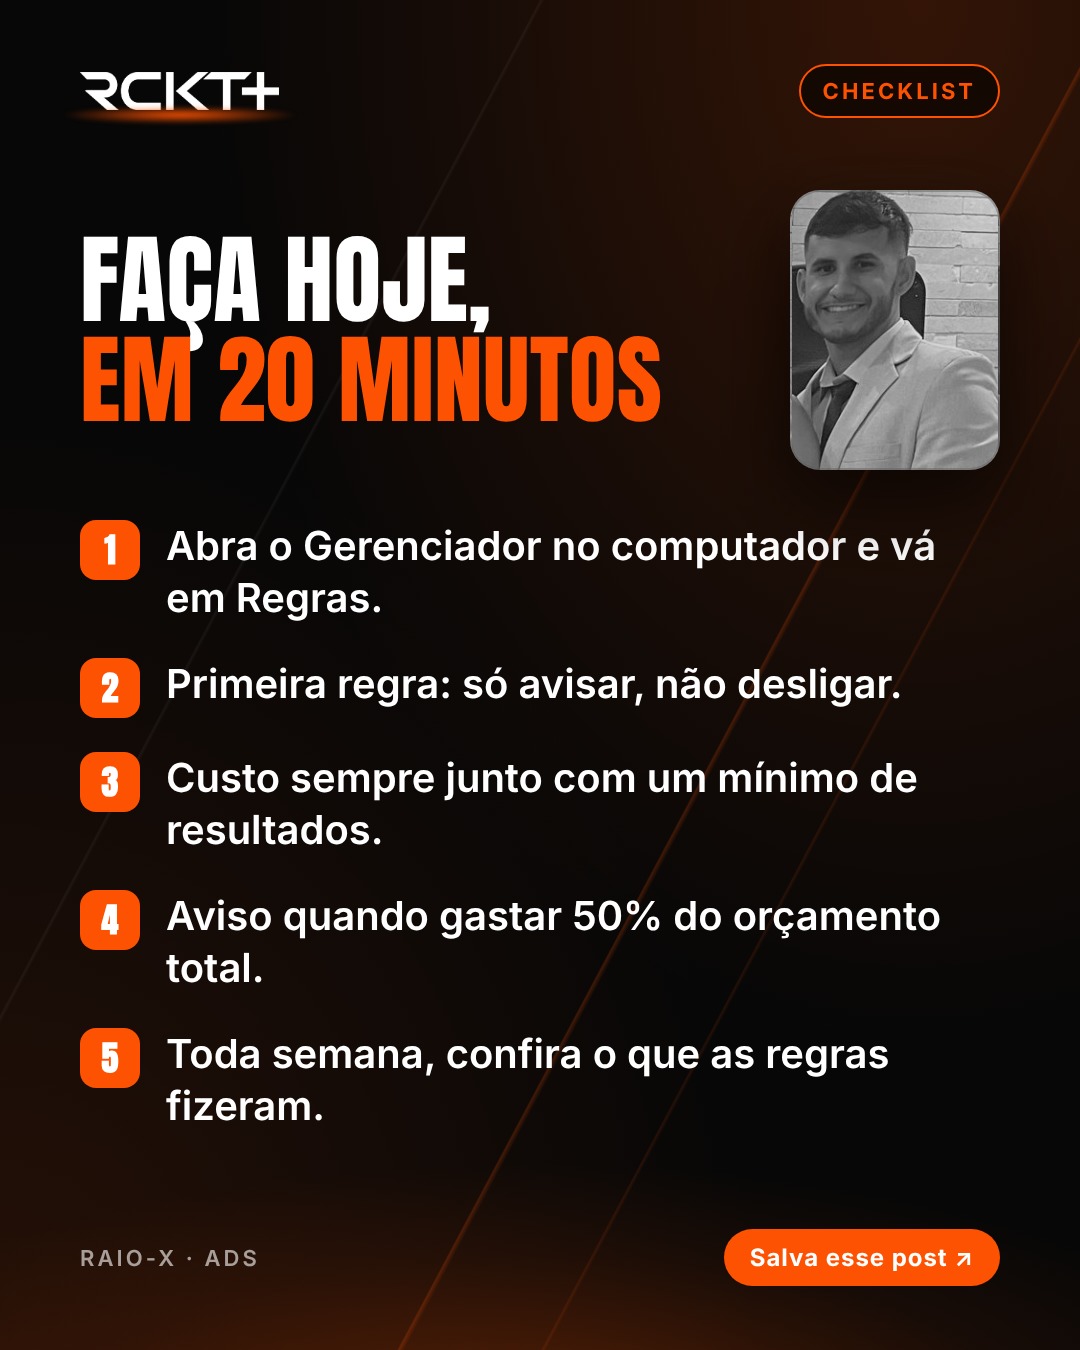 RCKT+
CHECKLIST
FAÇA HOJE,
EM 20 MINUTOS
1 Abra o Gerenciador no computador e vá
em Regras.
2 Primeira regra: só avisar, não desligar.
3 Custo sempre junto com um mínimo de
resultados.
4 Aviso quando gastar 50% do orçamento
total.
5 Toda semana, confira o que as regras
fizeram.
RAIO-X · ADS
Salva esse post ↗